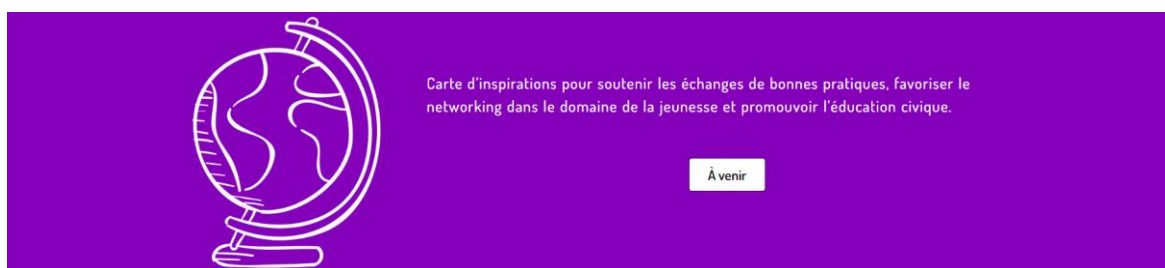 Carte d'inspirations pour soutenir les échanges de bonnes pratiques, favoriser le
networking dans le domaine de la jeunesse et promouvoir l'éducation civique.
À venir